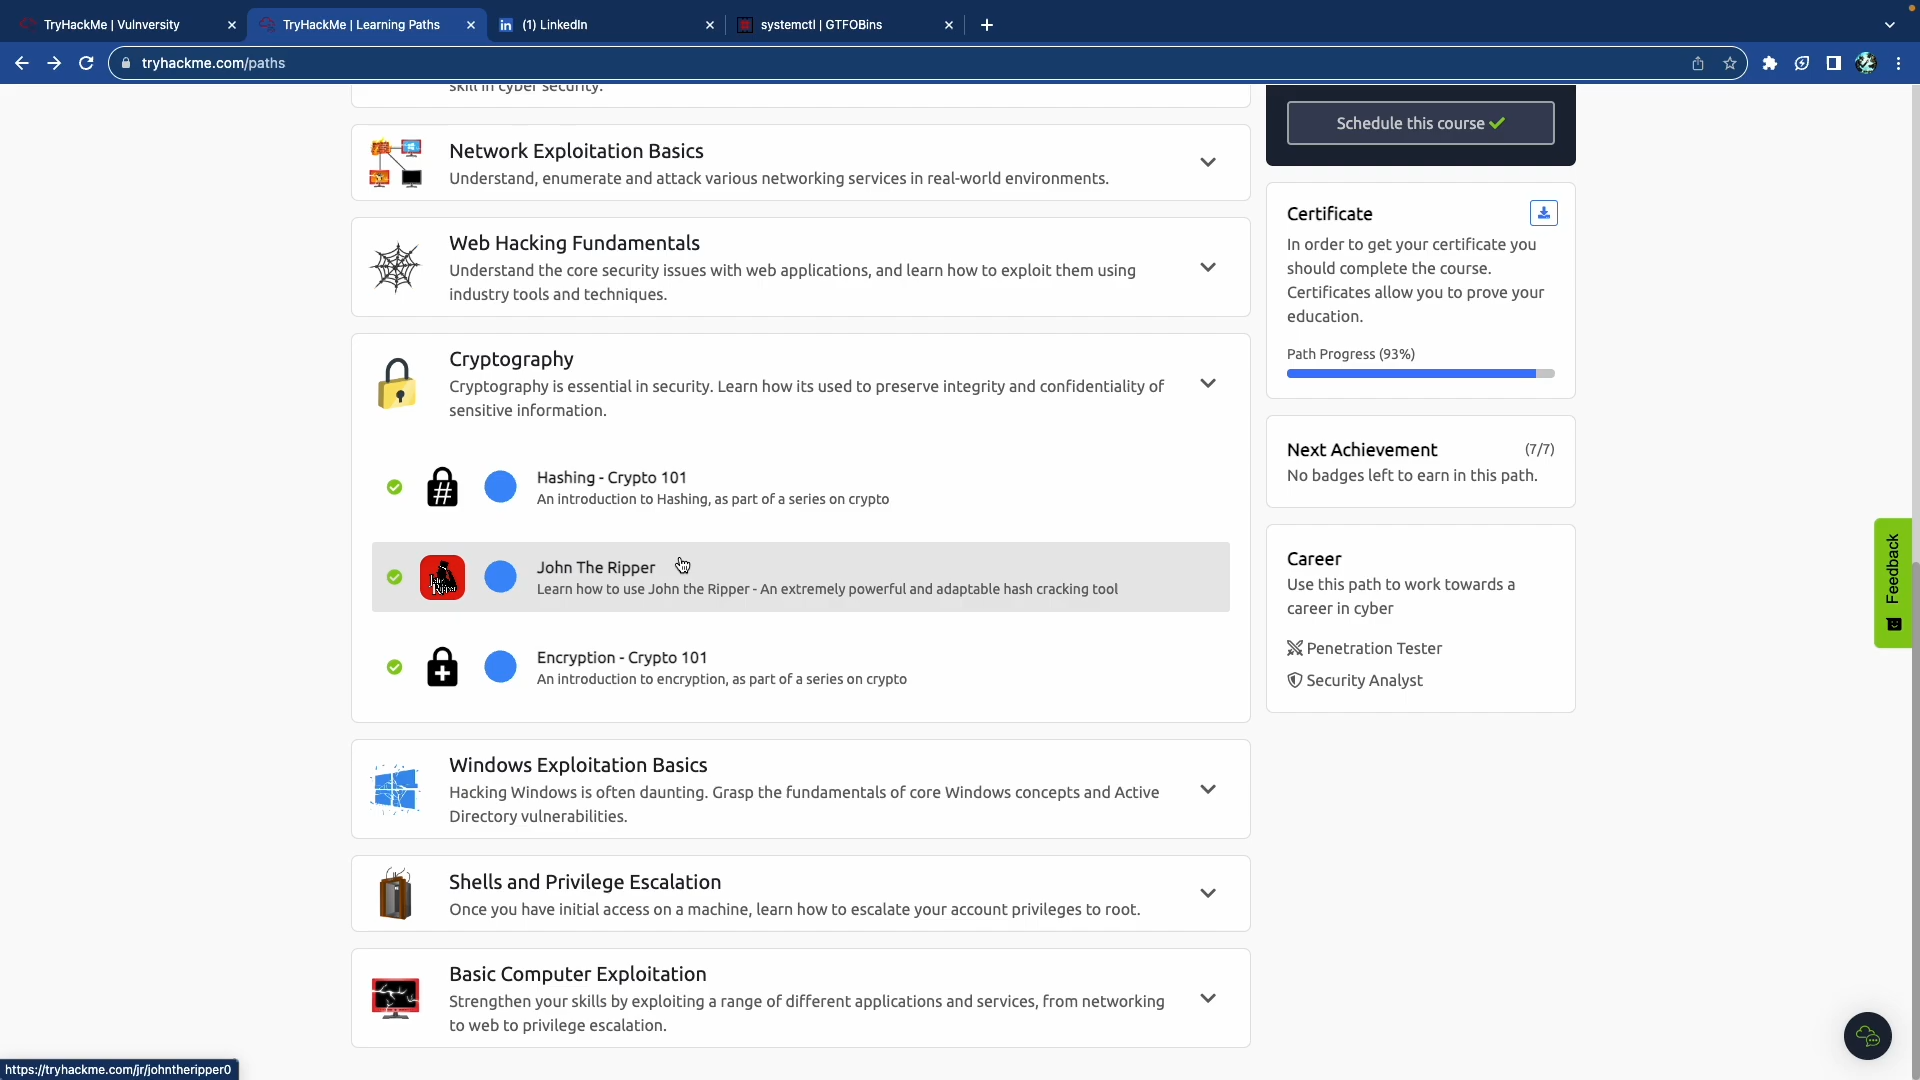 TryHackMe | Vulnversity
TryHackMe | Learning Paths
(1) LinkedIn
systemctl | GTFOBins
tryhackme.com/paths
skill in cyber security.
Network Exploitation Basics
Understand, enumerate and attack various networking services in real-world environments.
Web Hacking Fundamentals
Understand the core security issues with web applications, and learn how to exploit them using
industry tools and techniques.
Cryptography
Cryptography is essential in security. Learn how its used to preserve integrity and confidentiality of
sensitive information.
Hashing - Crypto 101
An introduction to Hashing, as part of a series on crypto
John The Ripper
Learn how to use John the Ripper - An extremely powerful and adaptable hash cracking tool
Encryption - Crypto 101
An introduction to encryption, as part of a series on crypto
Windows Exploitation Basics
Hacking Windows is often daunting. Grasp the fundamentals of core Windows concepts and Active
Directory vulnerabilities.
Shells and Privilege Escalation
Once you have initial access on a machine, learn how to escalate your account privileges to root.
Basic Computer Exploitation
Strengthen your skills by exploiting a range of different applications and services, from networking
to web to privilege escalation.
Schedule this course
Certificate
In order to get your certificate you
should complete the course.
Certificates allow you to prove your
education.
Path Progress (93%)
Next Achievement (7/7)
No badges left to earn in this path.
Career
Use this path to work towards a
career in cyber
Penetration Tester
Security Analyst
Feedback
https://tryhackme.com/jr/johntheripper0